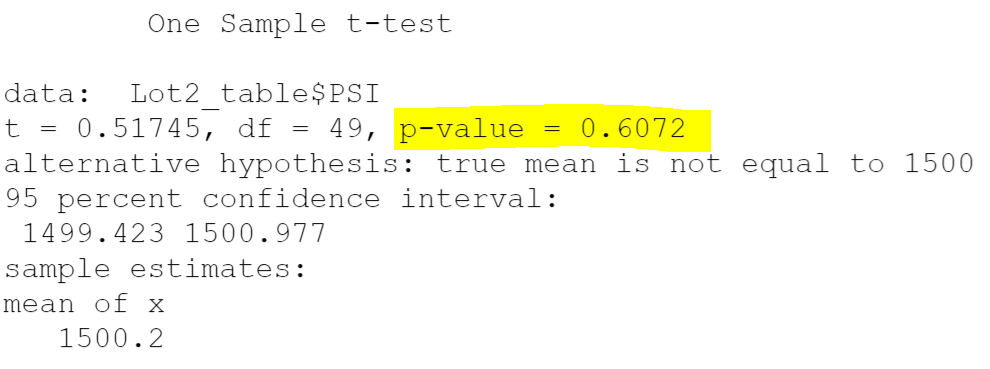 One Sample t-test
data: Lot2_table$PSI
t = 0.51745, df = 49, p-value = 0.6072
alternative hypothesis: true mean is not equal to 1500
95 percent confidence interval:
1499.423 1500.977
sample estimates:
mean of x
1500.2